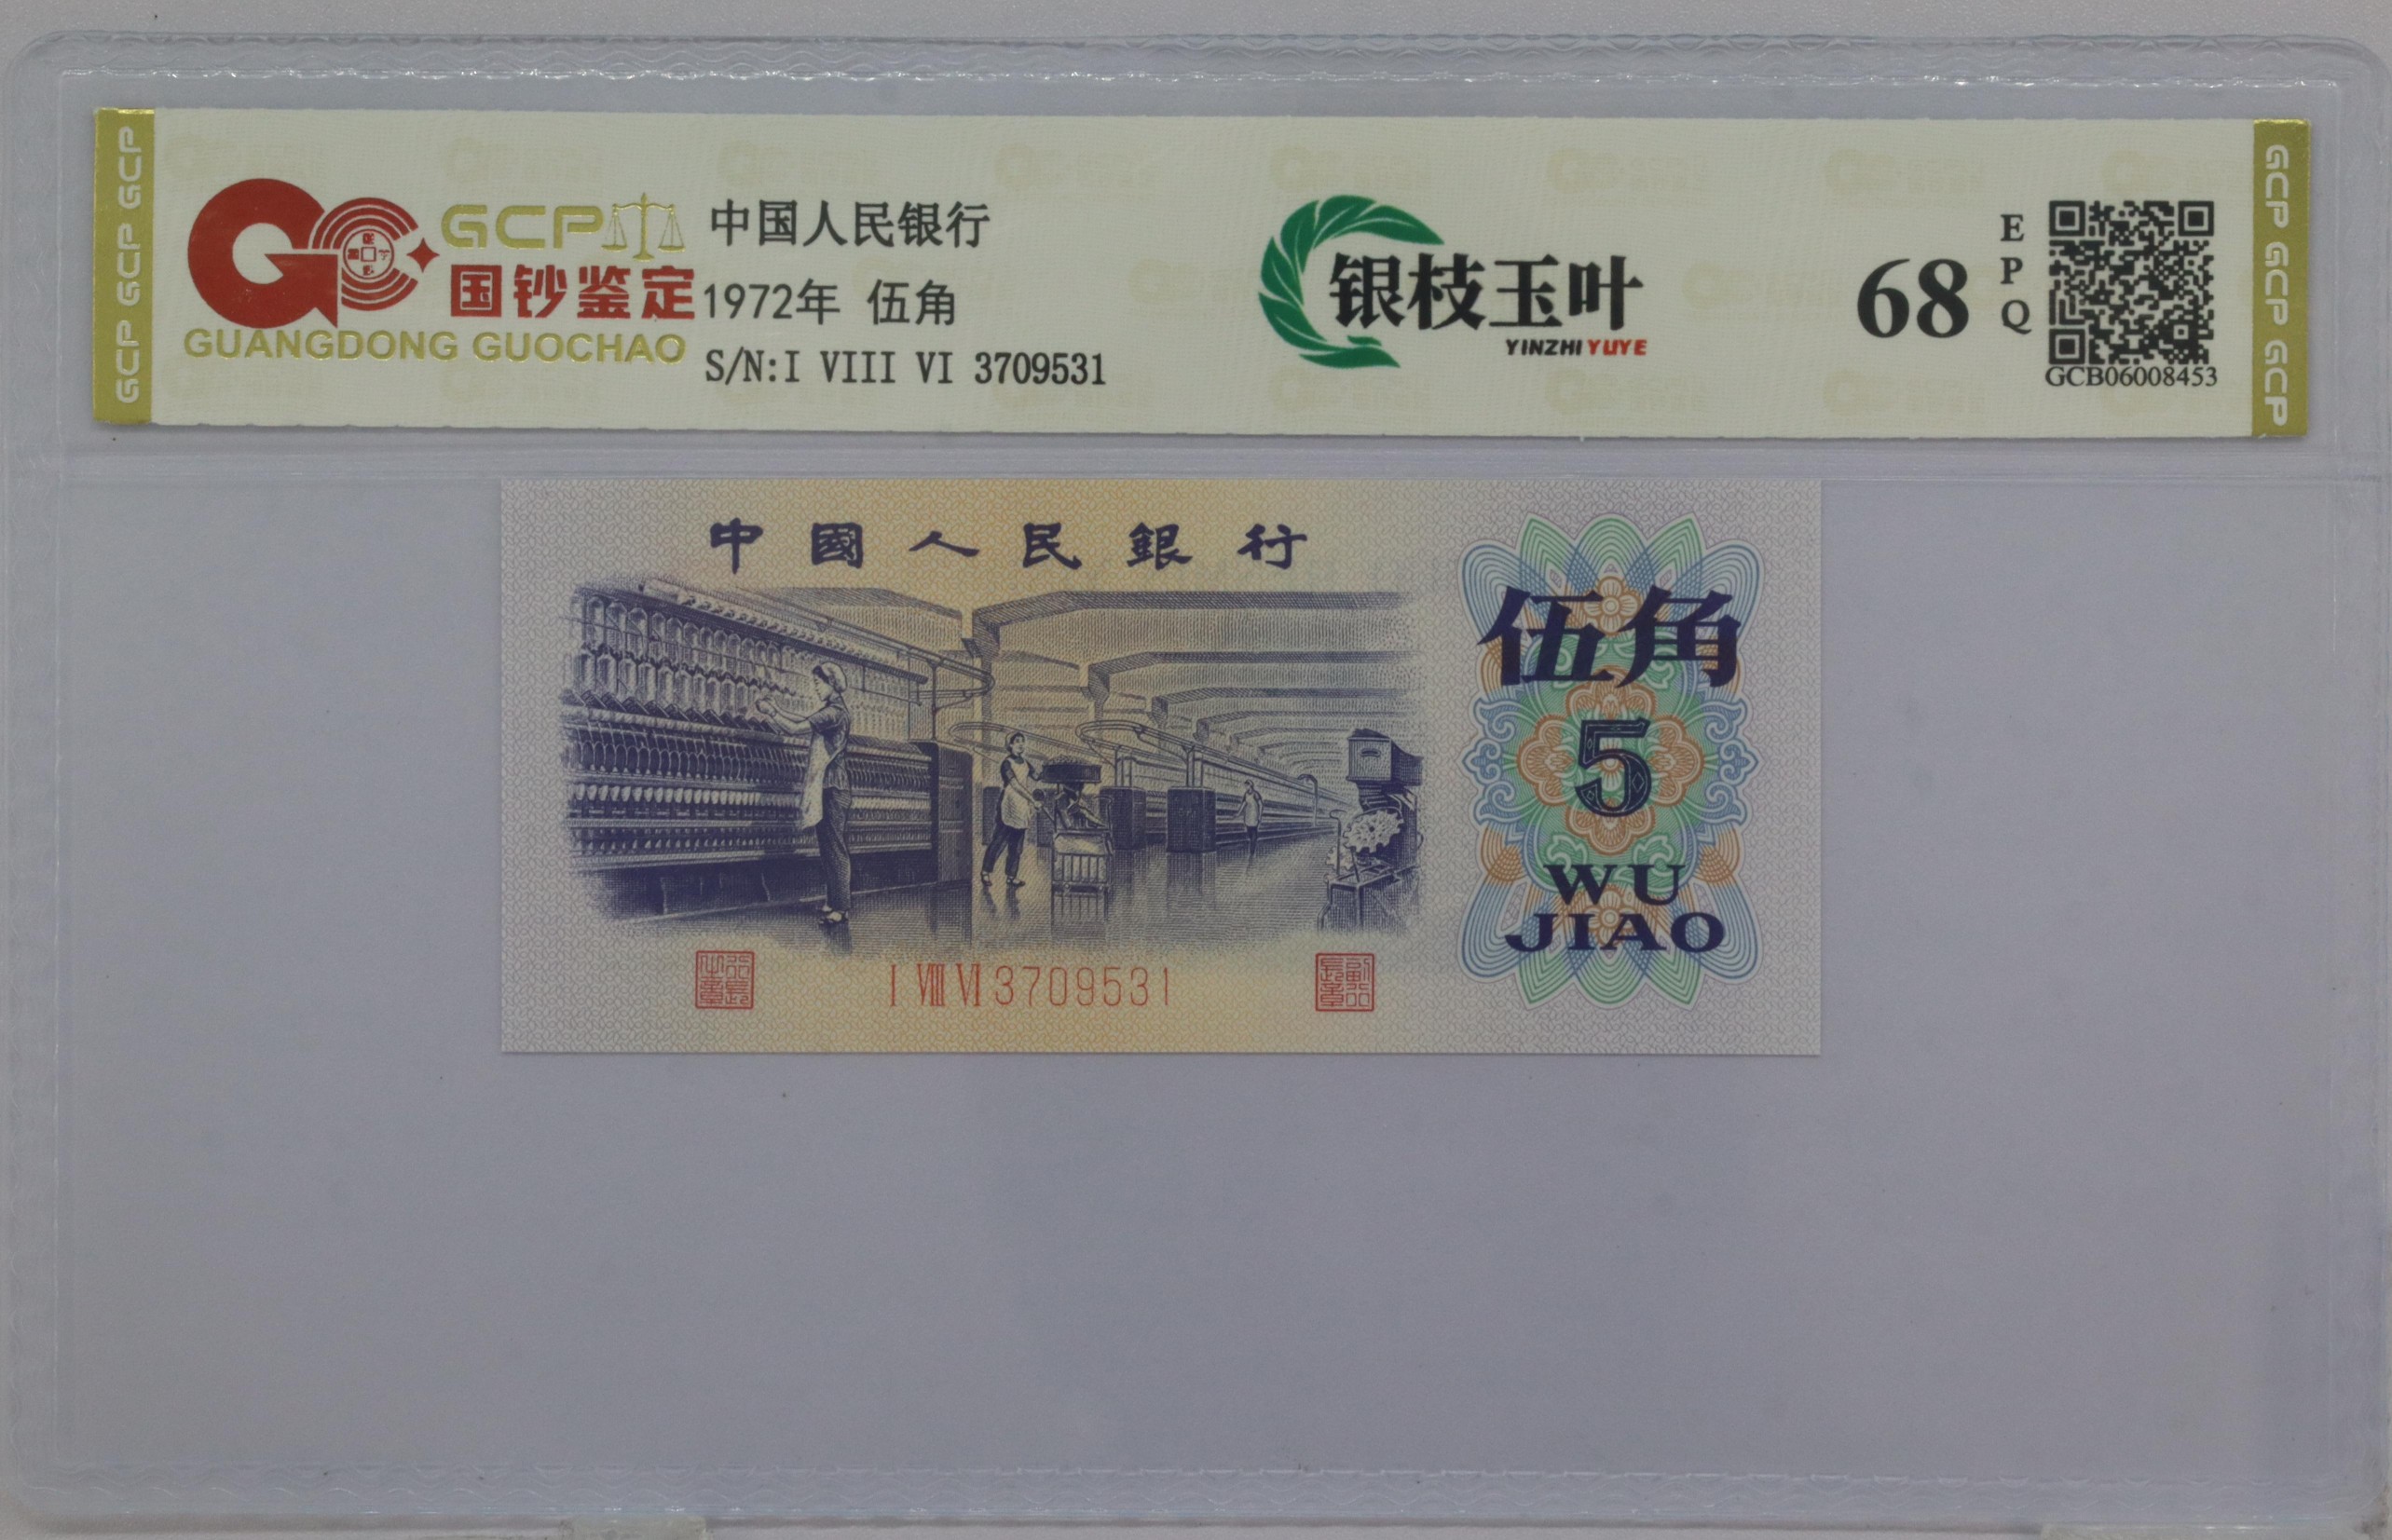 GCP GCP GCP
GCP
国钞鉴定
GUANGDONG GUOCHAO
中国人民银行
1972年 伍角
S/N:I VIII VI 3709531
银枝玉叶
YINZHI YUYE
68
EPQ
GCB06008453
GCP GCP GCP
中國人民銀行
伍角
5
WU
JIAO
I VIII VI 3709531